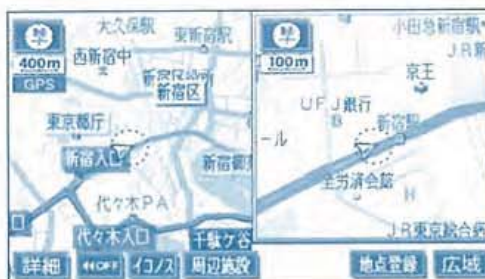 大久保駅
東新宿駅
西新宿中
400m
GPS
新宿区
東京都庁
新宿入口
新宿御
代々木PA
口
代々木入口
千駄ケ谷
詳細
◀◀OFF
イコノス
周辺施設
小田急新宿駅
JR新
100m
京王
UFJ銀行
新宿駅
ール
全労済会館
H
JR東京総合病
地点登録
広域